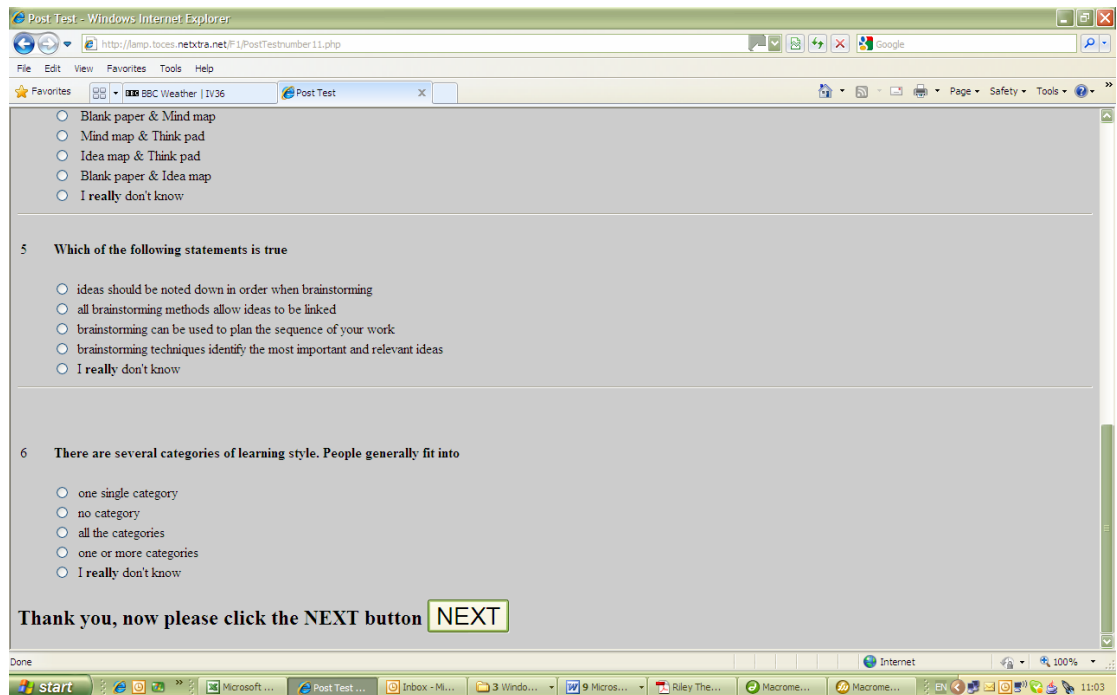 Post Test - Windows Internet Explorer
http://lamp.toces.netxtra.net/F1/PostTestnumber11.php
Google
File Edit View Favorites Tools Help
Favorites BBC Weather | IV36 Post Test Page Safety Tools
Blank paper & Mind map
Mind map & Think pad
Idea map & Think pad
Blank paper & Idea map
I really don't know
5 Which of the following statements is true
ideas should be noted down in order when brainstorming
all brainstorming methods allow ideas to be linked
brainstorming can be used to plan the sequence of your work
brainstorming techniques identify the most important and relevant ideas
I really don't know
6 There are several categories of learning style. People generally fit into
one single category
no category
all the categories
one or more categories
I really don't know
Thank you, now please click the NEXT button NEXT
Done Internet 100%
start Microsoft ... Post Test ... Inbox - Mi... 3 Windo... 9 Micros... Riley The... Macrome... Macrome... EN 11:03